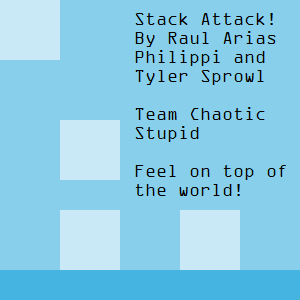 Stack Attack!
By Raul Arias
Philippi and
Tyler Sprowl
Team Chaotic
Stupid
Feel on top of
the world!